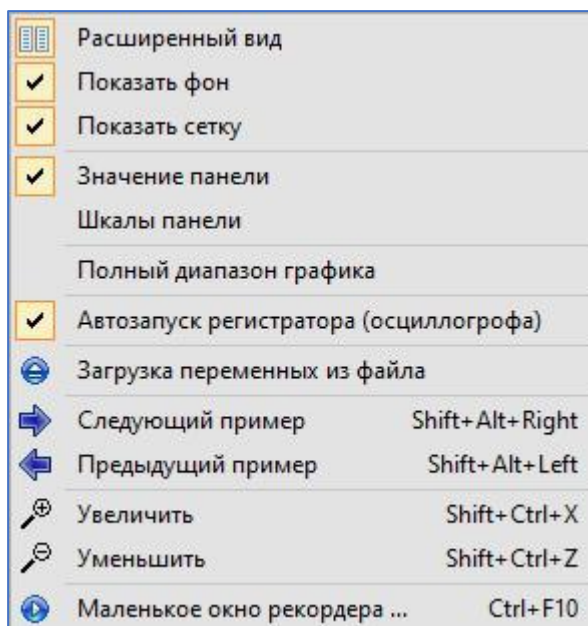 Расширенный вид
Показать фон
Показать сетку
Значение панели
Шкалы панели
Полный диапазон графика
Автозапуск регистратора (осциллогрофа)
Загрузка переменных из файла
Следующий пример Shift+Alt+Right
Предыдущий пример Shift+Alt+Left
Увеличить Shift+Ctrl+X
Уменьшить Shift+Ctrl+Z
Маленькое окно рекордера ... Ctrl+F10